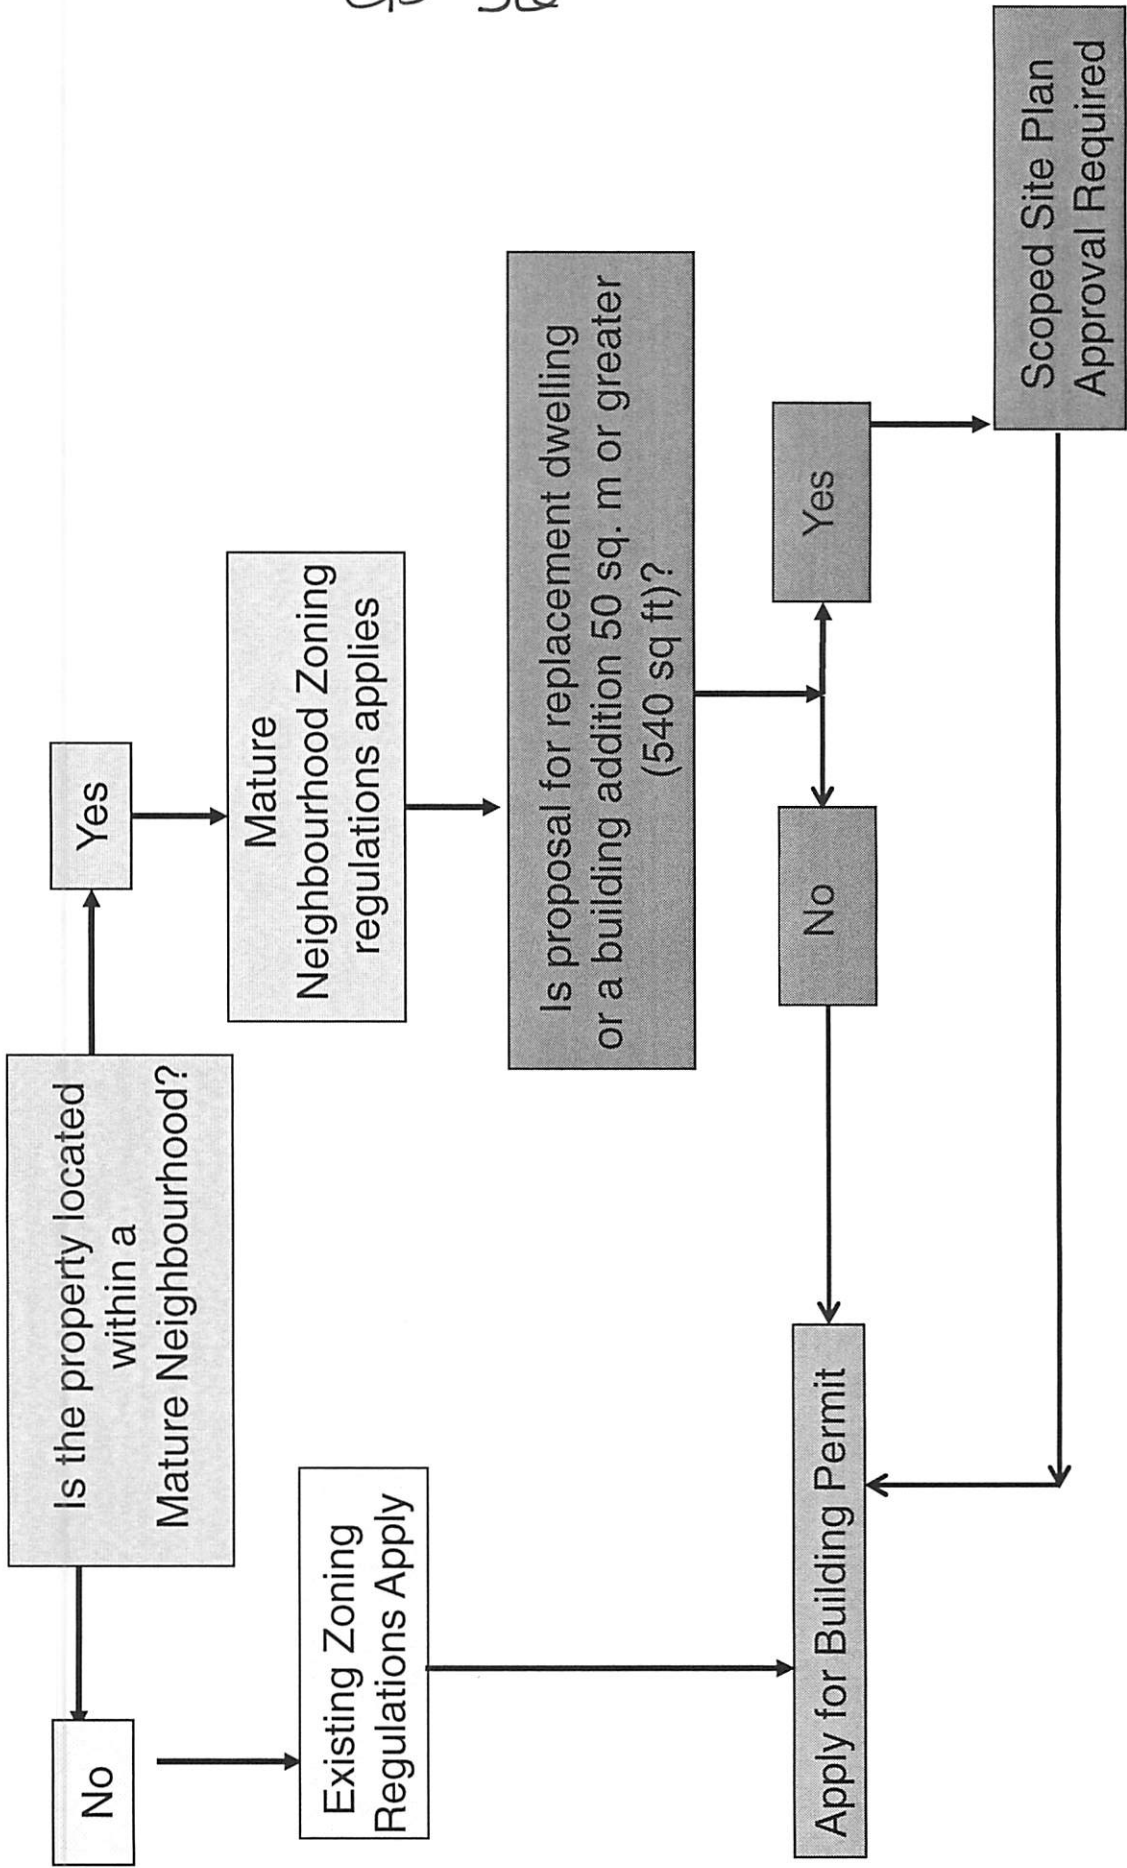 Is the property located
within a
Mature Neighbourhood?
No
Yes
Existing Zoning
Regulations Apply
Mature
Neighbourhood Zoning
regulations applies
Is proposal for replacement dwelling
or a building addition 50 sq. m or greater
(540 sq ft)?
No
Yes
Apply for Building Permit
Scoped Site Plan
Approval Required